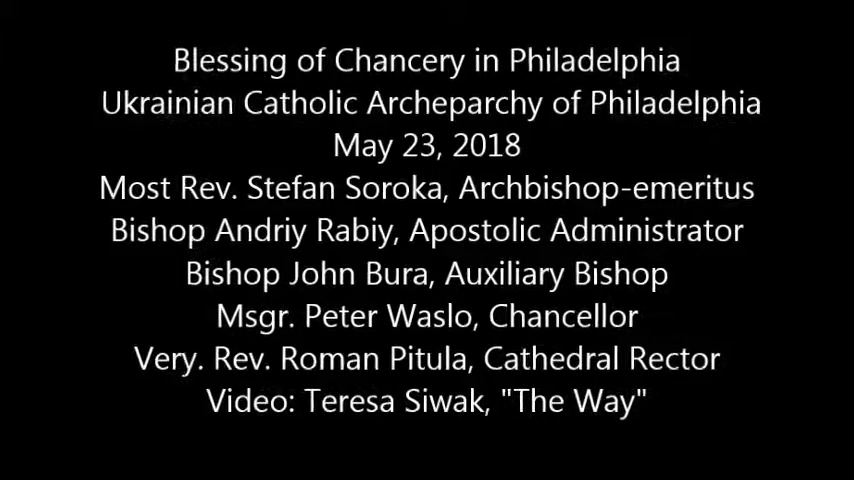 Blessing of Chancery in Philadelphia
Ukrainian Catholic Archeparchy of Philadelphia
May 23, 2018
Most Rev. Stefan Soroka, Archbishop-emeritus
Bishop Andriy Rabiy, Apostolic Administrator
Bishop John Bura, Auxiliary Bishop
Msgr. Peter Waslo, Chancellor
Very. Rev. Roman Pitula, Cathedral Rector
Video: Teresa Siwak, "The Way"